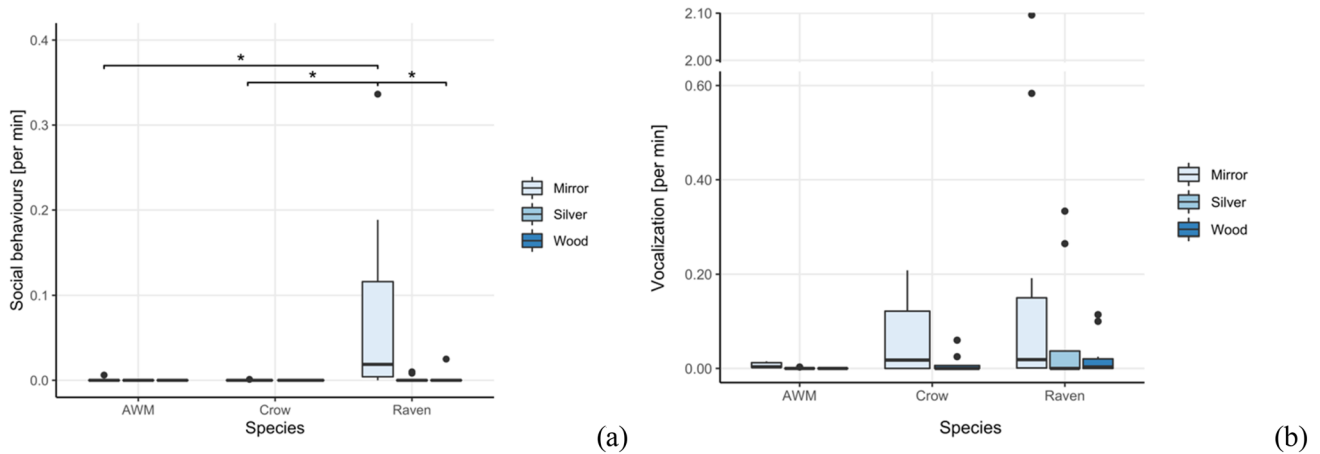 0.4
0.3
0.2
0.1
0.0
Social behaviours [per min]
*
*
*
AWM
Crow
Raven
Species
Mirror
Silver
Wood
(a)
2.10
2.00
0.60
0.40
0.20
0.00
Vocalization [per min]
AWM
Crow
Raven
Species
Mirror
Silver
Wood
(b)